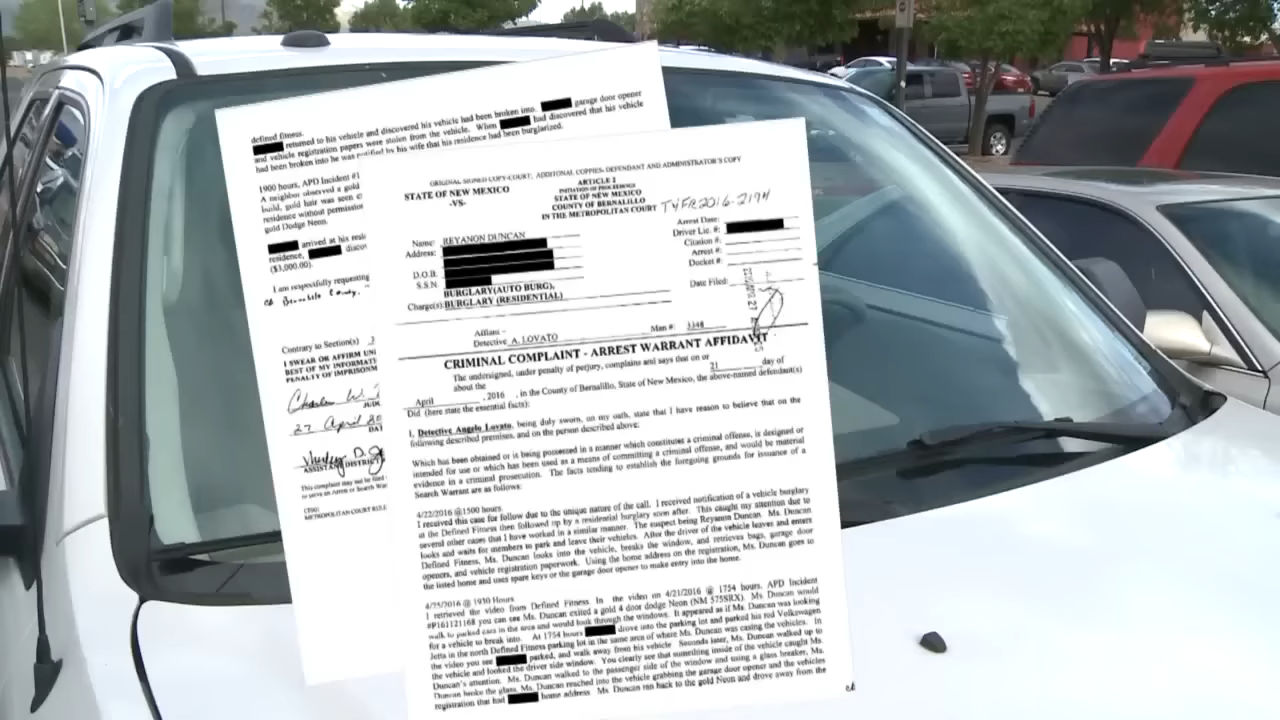 defined fitness.
returned to his vehicle and discovered his vehicle had been broken into. garage door opener
and vehicle registration papers were stolen from the vehicle. When had discovered that his vehicle
had been broken into he was notified by his wife that his residence had been burglarized.
1900 hours, APD Incident #1
A neighbor observed a gold
build, gold hair was seen
residence without permission
gold Dodge Neon.
arrived at his resi
residence, disco
($3,000.00).
I am respectfully requesting
Contrary to Section(s) 3
I SWEAR OR AFFIRM UN
BEST OF MY INFORMAT
PENALTY OF IMPRISONM
27 April 20
ASSISTANT DISTRICT
This complaint may not be filed
METROPOLITAN COURT RULE
ORIGINAL SIGNED COPY-COURT; ADDITONAL COPPIES, DEFENDANT AND ADMINISTRATOR'S COPY
STATE OF NEW MEXICO
-VS-
ARTICLE 2
INITIATION OF PROCEEDINGS
STATE OF NEW MEXICO
COUNTY OF BERNALILLO
IN THE METROPOLITAN COURT T4FR2016-2194
Arrest Date:
Driver Lic. #:
Citation #:
Arrest #:
Docket #:
Date Filed:
Name: REYANON DUNCAN
Address:
D.O.B.
S.S.N.
Charge(s): BURGLARY(AUTO BURG),
BURGLARY (RESIDENTIAL)
Affiant –
Detective A. LOVATO Man #: 3348
CRIMINAL COMPLAINT - ARREST WARRANT AFFIDAVIT
The undersigned, under penalty of perjury, complains and says that on or
about the 21 day of
April , 2016 , in the County of Bernalillo, State of New Mexico, the above-named defendant(s)
Did (here state the essential facts):
I, Detective Angelo Lovato, being duly sworn, on my oath, state that I have reason to believe that on the
following described premises, and on the person described above:
Which has been obtained or is being possessed in a manner which constitutes a criminal offense, is designed or
intended for use or which has been used as a means of committing a criminal offense, and would be material
evidence in a criminal prosecution. The facts tending to establish the foregoing grounds for issuance of a
Search Warrant are as follows:
4/22/2016 @1500 hours.
I received this case for follow due to the unique nature of the call. I received notification of a vehicle burglary
at the Defined Fitness then followed up by a residential burglary soon after. This caught my attention due to
several other cases that I have worked in a similar manner. The suspect being Reyanon Duncan. Ms. Duncan
looks and waits for members to park and leave their vehicles. After the driver of the vehicle leaves and enters
Defined Fitness, Ms. Duncan looks into the vehicle, breaks the window, and retrieves bags, garage door
openers, and vehicle registration paperwork. Using the home address on the registration, Ms. Duncan goes to
the listed home and uses spare keys or the garage door opener to make entry into the home.
4/25/2016 @ 1930 Hours.
I retrieved the video from Defined Fitness. In the video on 4/21/2016 @ 1754 hours, APD Incident
#P161121168 you can see Ms. Duncan exited a gold 4 door dodge Neon (NM 575SRX). Ms. Duncan would
walk to parked cars in the area and would look through the windows. It appeared as if Ms. Duncan was looking
for a vehicle to break into. At 1754 hours drove into the parking lot and parked his red Volkswagen
Jetta in the north Defined Fitness parking lot in the same area of where Ms. Duncan was casing the vehicles. In
the video you see parked, and walk away from his vehicle Seconds later, Ms. Duncan walked up to
the vehicle and looked the driver side window. You clearly see that something inside of the vehicle caught Ms.
Duncan's attention. Ms. Duncan walked to the passenger side of the window and using a glass breaker, Ms.
Duncan broke the glass. Ms. Duncan reached into the vehicle grabbing the garage door opener and the vehicles
registration that had home address Ms. Duncan ran back to the gold Neon and drove away from the